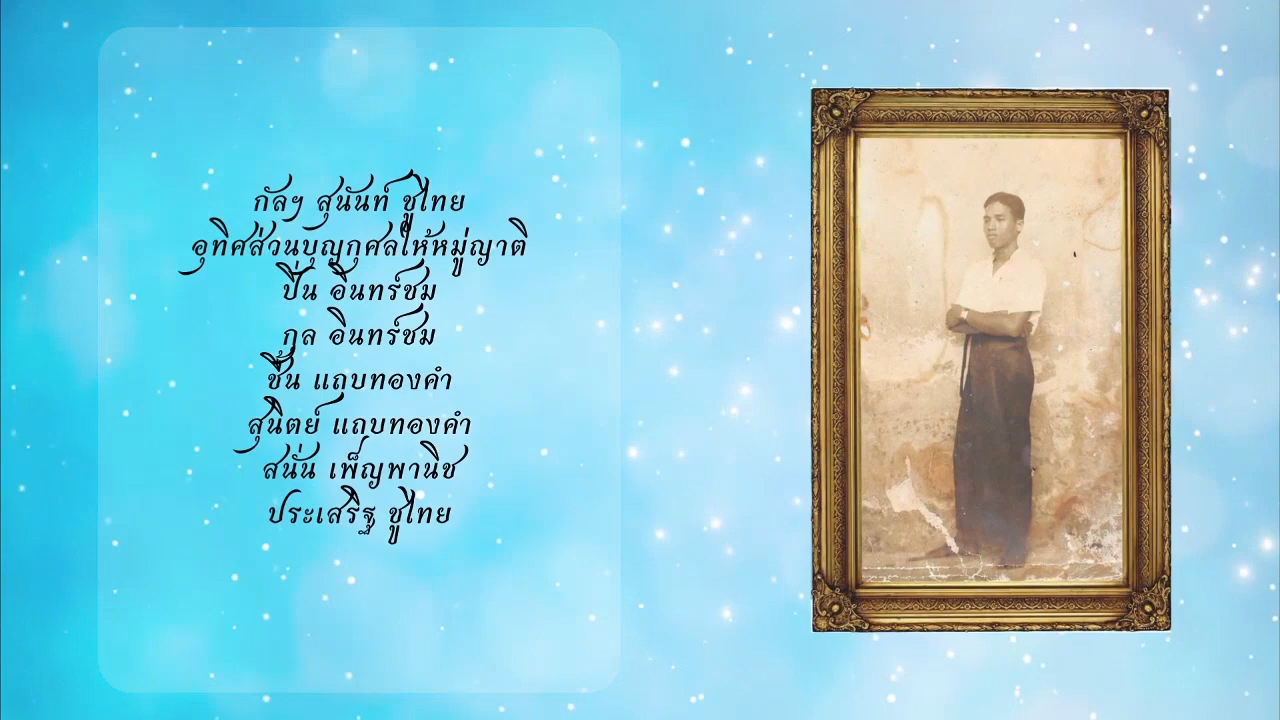 กัลฯ สุนันท์ ชูไทย
อุทิศส่วนบุญกุศลให้หมู่ญาติ
ปิ่น อินทร์ชม
กุล อินทร์ชม
ชื้น แถบทองคำ
สุนิตย์ แถบทองคำ
สนั่น เพ็ญพานิช
ประเสริฐ ชูไทย